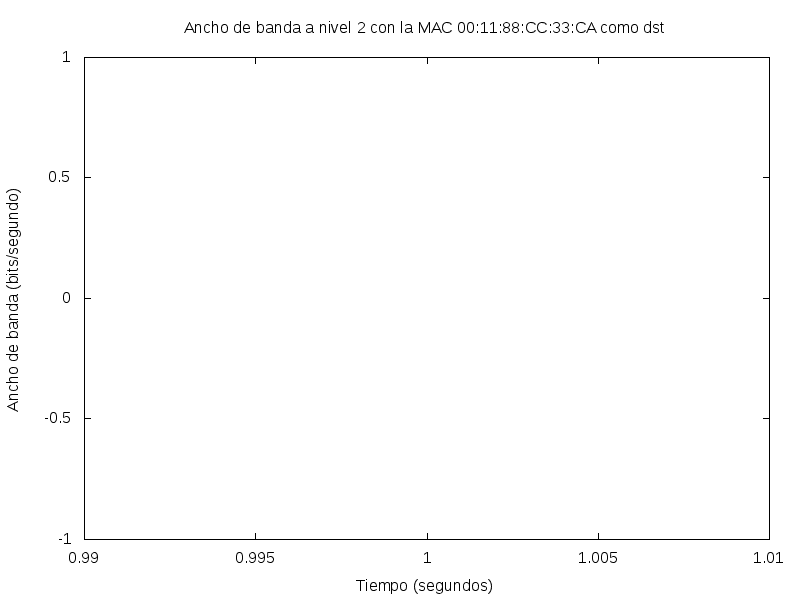 Ancho de banda a nivel 2 con la MAC 00:11:88:CC:33:CA como dst
1
0.5
0
-0.5
-1
Ancho de banda (bits/segundo)
0.99 0.995 1 1.005 1.01
Tiempo (segundos)